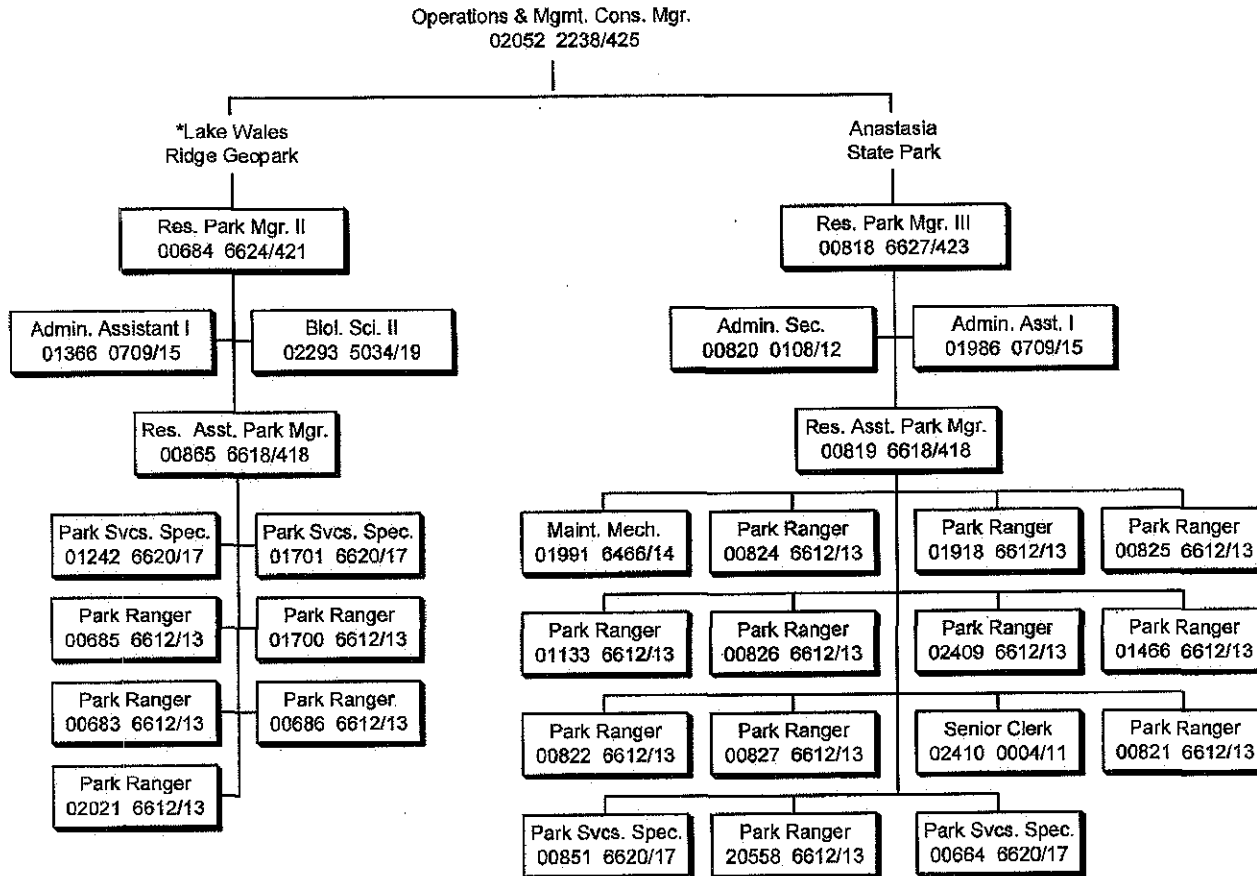 Operations & Mgmt. Cons. Mgr.
02052 2238/425
*Lake Wales
Ridge Geopark
Res. Park Mgr. II
00684 6624/421
Admin. Assistant I
01366 0709/15
Biol. Sci. II
02293 5034/19
Res. Asst. Park Mgr.
00865 6618/418
Park Svcs. Spec.
01242 6620/17
Park Svcs. Spec.
01701 6620/17
Park Ranger
00685 6612/13
Park Ranger
01700 6612/13
Park Ranger
00683 6612/13
Park Ranger
00686 6612/13
Park Ranger
02021 6612/13
Anastasia
State Park
Res. Park Mgr. III
00818 6627/423
Admin. Sec.
00820 0108/12
Admin. Asst. I
01986 0709/15
Res. Asst. Park Mgr.
00819 6618/418
Maint. Mech.
01991 6466/14
Park Ranger
00824 6612/13
Park Ranger
01918 6612/13
Park Ranger
00825 6612/13
Park Ranger
01133 6612/13
Park Ranger
00826 6612/13
Park Ranger
02409 6612/13
Park Ranger
01466 6612/13
Park Ranger
00822 6612/13
Park Ranger
00827 6612/13
Senior Clerk
02410 0004/11
Park Ranger
00821 6612/13
Park Svcs. Spec.
00851 6620/17
Park Ranger
20558 6612/13
Park Svcs. Spec.
00664 6620/17